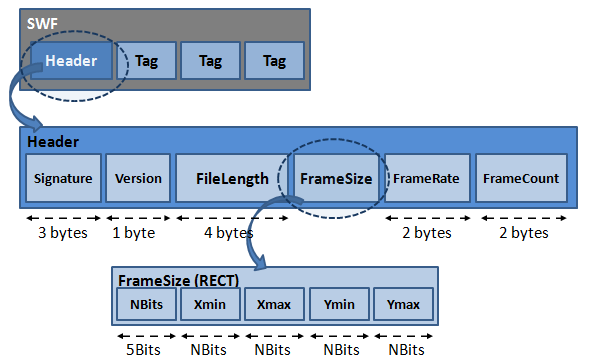 SWF
Header Tag Tag Tag
Header
Signature Version FileLength FrameSize FrameRate FrameCount
3 bytes 1 byte 4 bytes 2 bytes 2 bytes
FrameSize (RECT)
NBits Xmin Xmax Ymin Ymax
5Bits NBits NBits NBits NBits